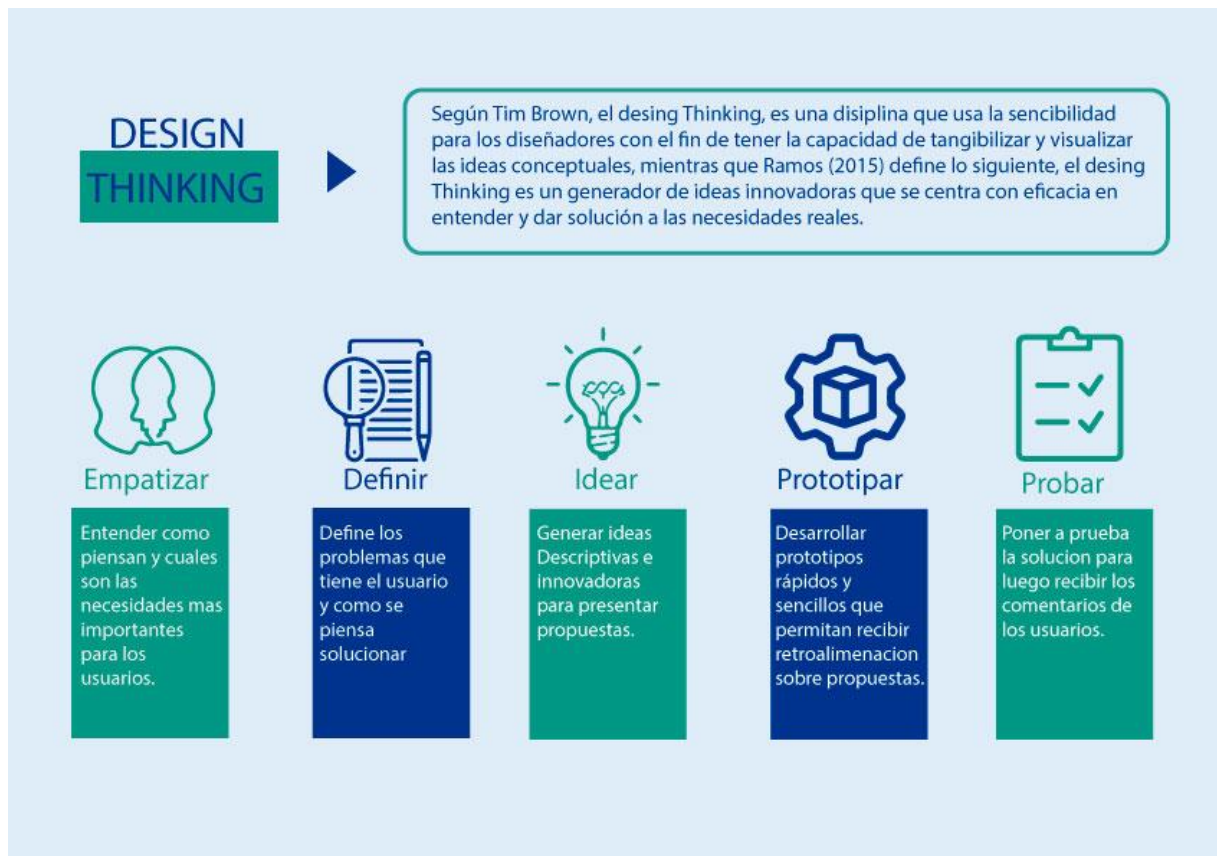 DESIGN
THINKING
Según Tim Brown, el desing Thinking, es una disiplina que usa la sencibilidad
para los diseñadores con el fin de tener la capacidad de tangibilizar y visualizar
las ideas conceptuales, mientras que Ramos (2015) define lo siguiente, el desing
Thinking es un generador de ideas innovadoras que se centra con eficacia en
entender y dar solución a las necesidades reales.
Empatizar
Entender como
piensan y cuales
son las
necesidades mas
importantes
para los
usuarios.
Definir
Define los
problemas que
tiene el usuario
y como se
piensa
solucionar
Idear
Generar ideas
Descriptivas e
innovadoras
para presentar
propuestas.
Prototipar
Desarrollar
prototipos
rápidos y
sencillos que
permitan recibir
retroalimenacion
sobre propuestas.
Probar
Poner a prueba
la solucion para
luego recibir los
comentarios de
los usuarios.